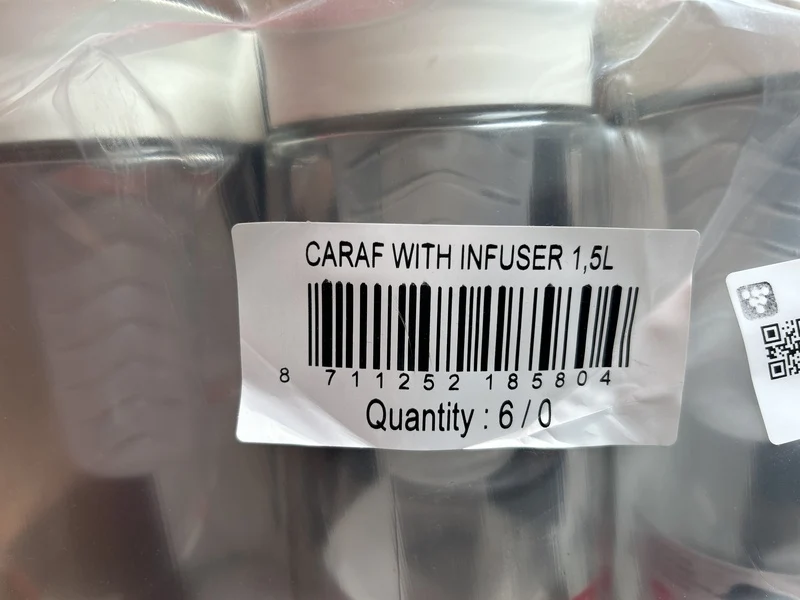 CARAF WITH INFUSER 1,5L
8 711252 185804
Quantity : 6 / 0